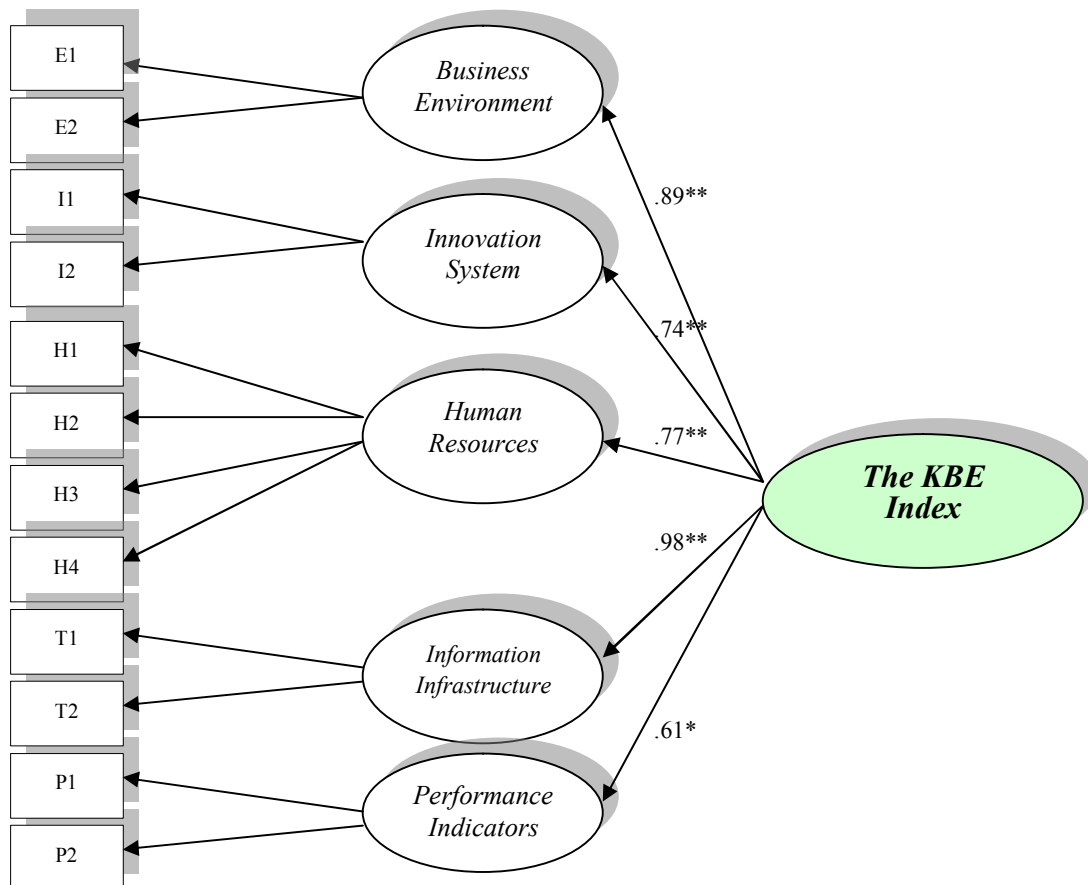 E1
E2
I1
I2
H1
H2
H3
H4
T1
T2
P1
P2
Business
Environment
Innovation
System
Human
Resources
Information
Infrastructure
Performance
Indicators
.89**
.74**
.77**
.98**
.61*
The KBE
Index